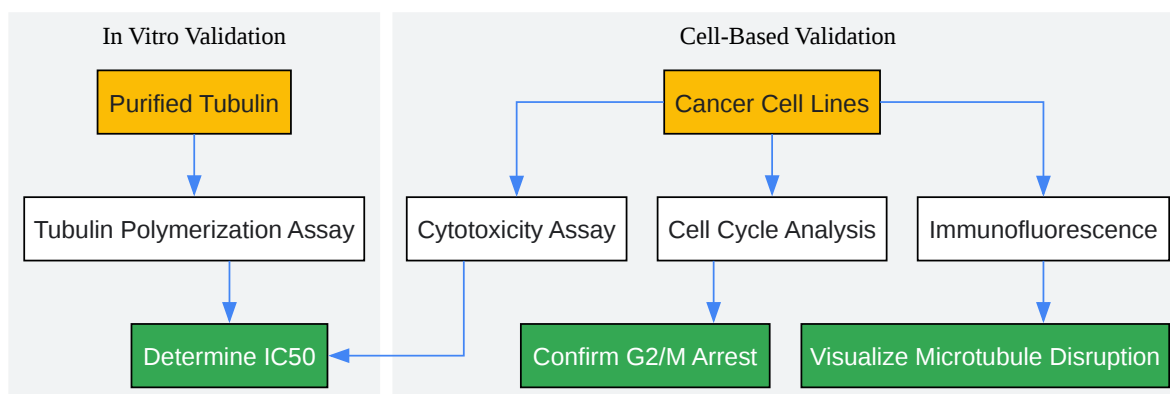 In Vitro Validation
Cell-Based Validation
Purified Tubulin
Cancer Cell Lines
Tubulin Polymerization Assay
Cytotoxicity Assay
Cell Cycle Analysis
Immunofluorescence
Determine IC50
Confirm G2/M Arrest
Visualize Microtubule Disruption